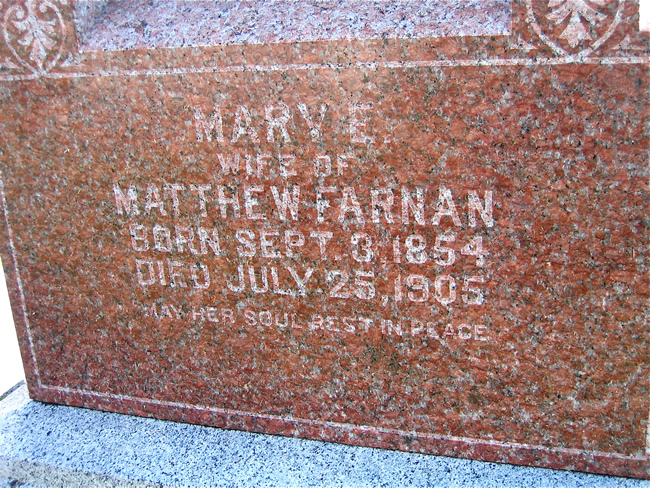 MARY E.
WIFE OF
MATTHEW FARNAN
BORN SEPT. 3, 1854
DIED JULY 25, 1905
MAY HER SOUL REST IN PEACE